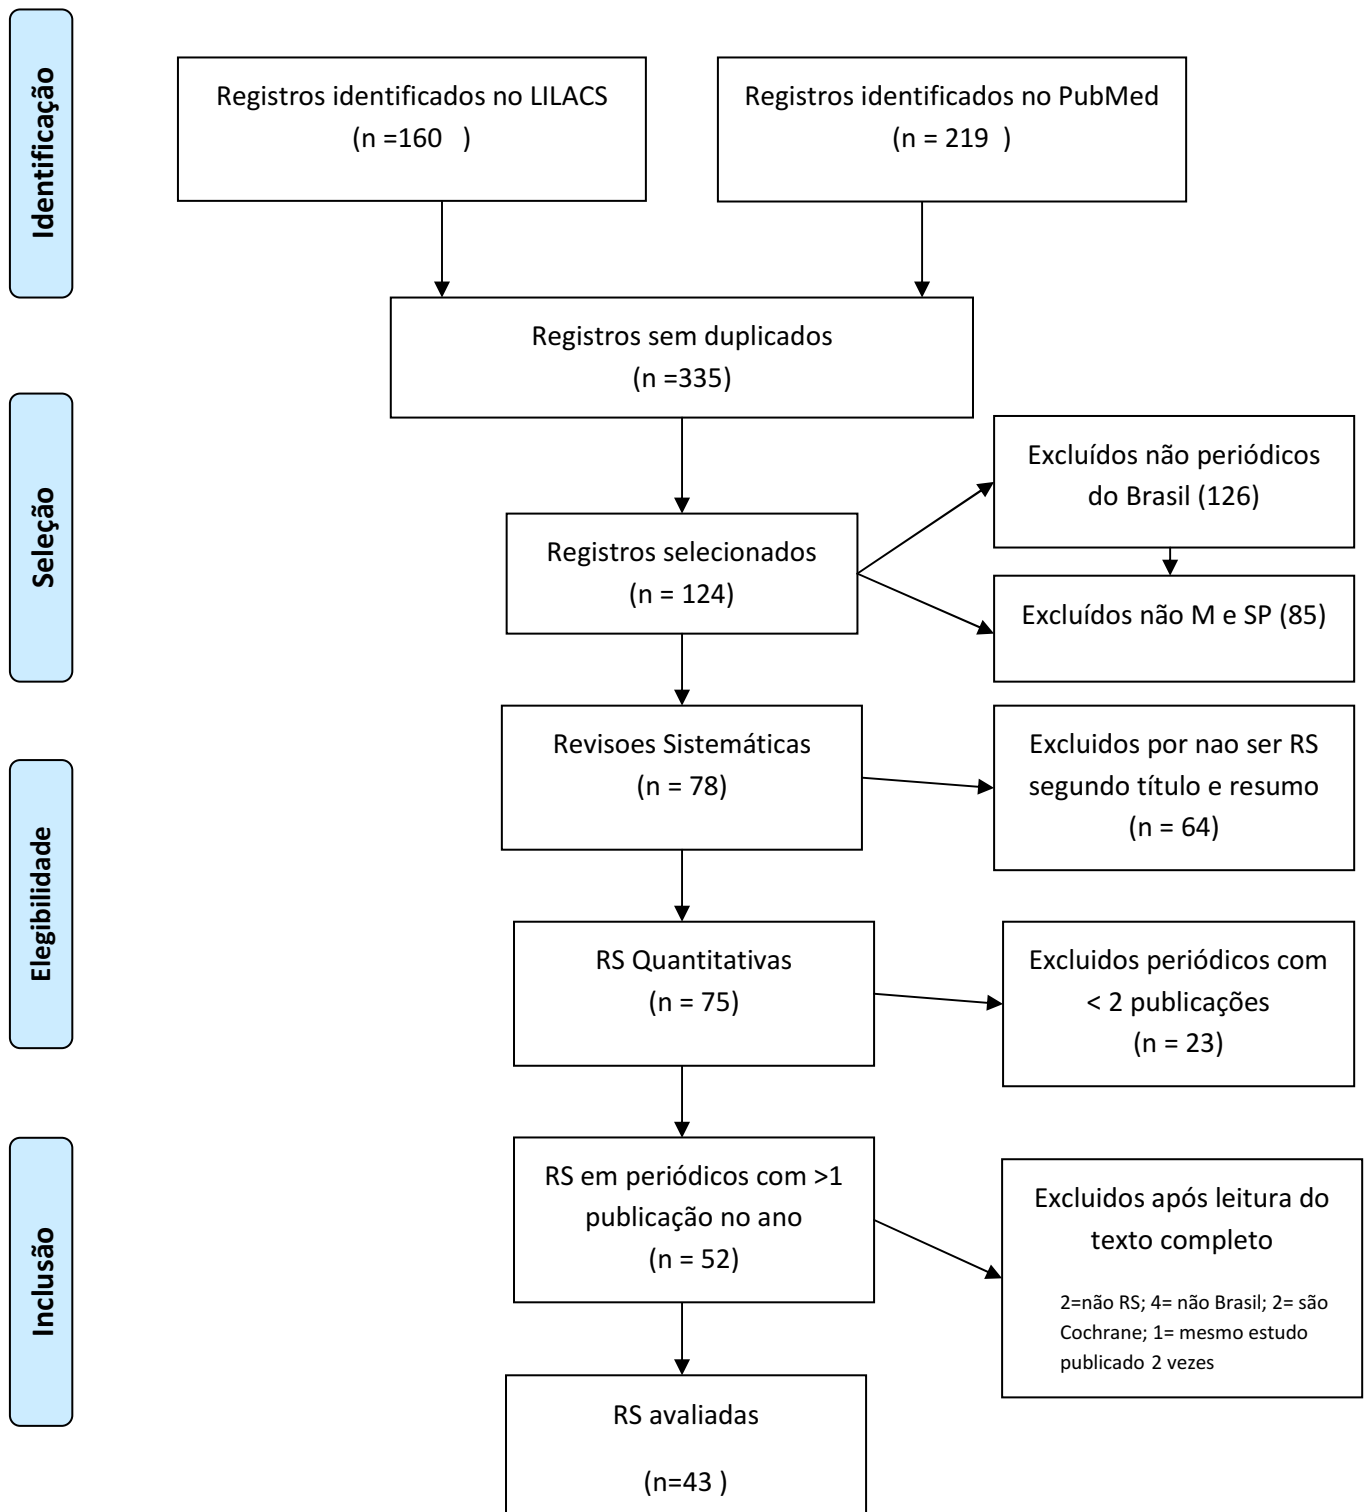 Identificação
Registros identificados no LILACS
(n =160   )
Registros identificados no PubMed
(n = 219  )
Registros sem duplicados
(n =335)
Seleção
Registros selecionados
(n = 124)
Excluídos não periódicos
do Brasil (126)
Excluídos não M e SP (85)
Elegibilidade
Revisoes Sistemáticas
(n = 78)
Excluidos por nao ser RS
segundo título e resumo
(n = 64)
RS Quantitativas
(n = 75)
Excluidos periódicos com
< 2 publicações
(n = 23)
Inclusão
RS em periódicos com >1
publicação no ano
(n = 52)
Excluidos após leitura do
texto completo
2=não RS; 4= não Brasil; 2= são
Cochrane; 1= mesmo estudo
publicado 2 vezes
RS avaliadas
(n=43 )